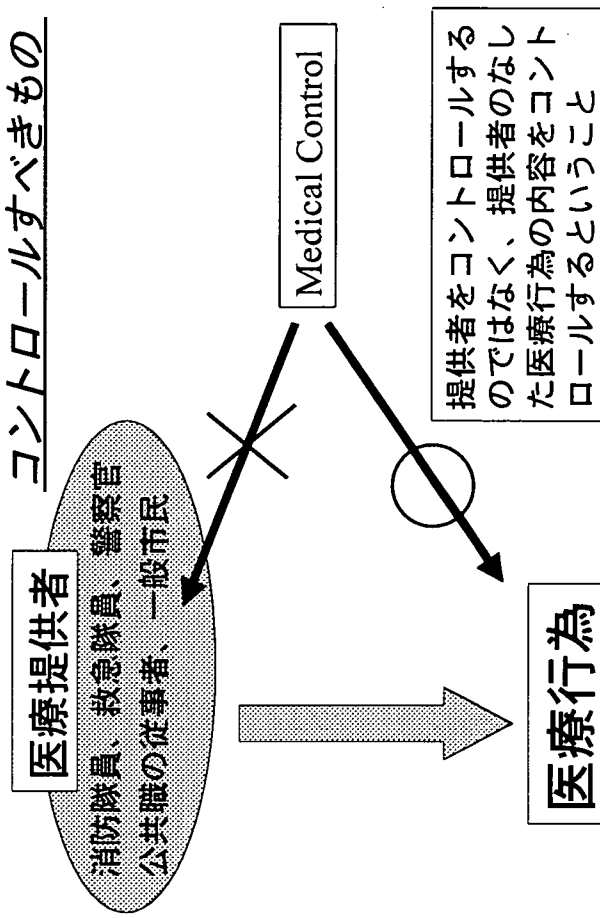 コントロールすべきもの
医療提供者
消防隊員、救急隊員、警察官
公共職の従事者、一般市民
Medical Control
医療行為
提供者をコントロールする
のではなく、提供者のなし
た医療行為の内容をコント
ロールするということ